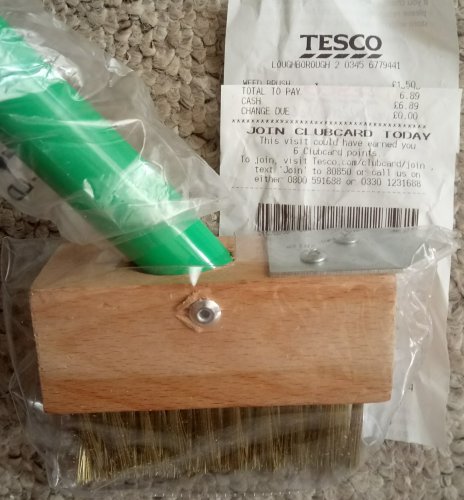 TESCO
LOUGHBOROUGH 2 0345 6779441
WEED BRUSH £1.50
TOTAL TO PAY 6.89
CASH £6.89
CHANGE DUE £0.00
JOIN CLUBCARD TODAY
This visit could have earned you
6 Clubcard points
To join, visit Tesco.com/clubcard/join ,
text 'Join' to 80850 or call us on
either 0800 591688 or 0330 1231688